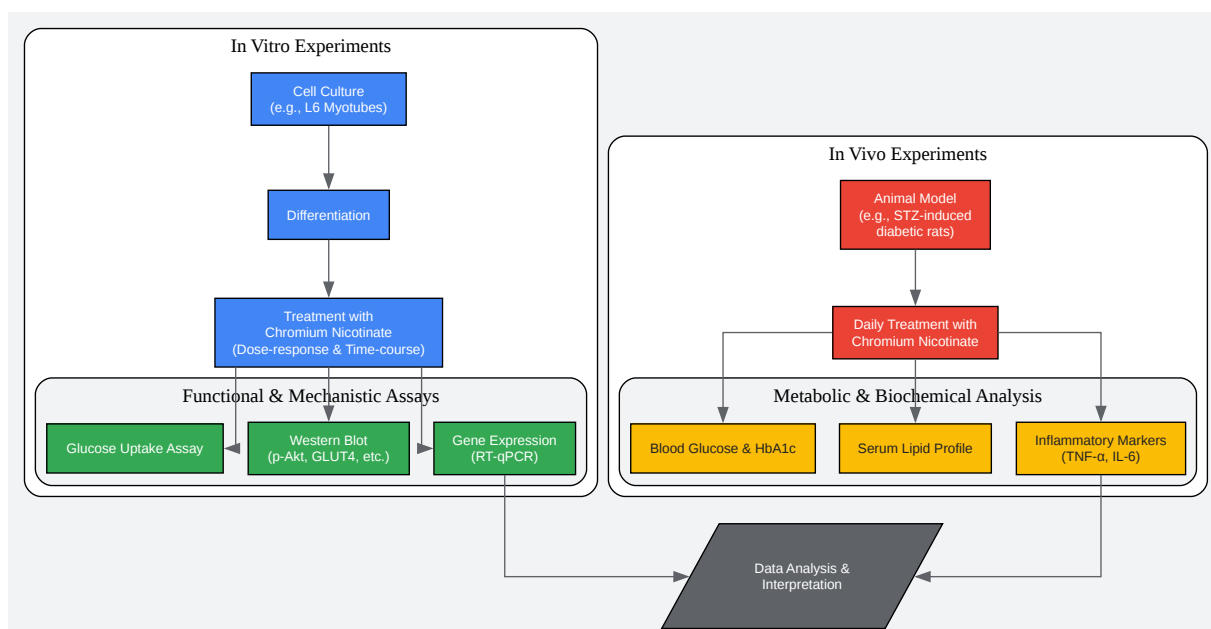 In Vitro Experiments
Cell Culture
(e.g., L6 Myotubes)
Differentiation
Treatment with
Chromium Nicotinate
(Dose-response & Time-course)
Functional & Mechanistic Assays
Glucose Uptake Assay
Western Blot
(p-Akt, GLUT4, etc.)
Gene Expression
(RT-qPCR)
In Vivo Experiments
Animal Model
(e.g., STZ-induced
diabetic rats)
Daily Treatment with
Chromium Nicotinate
Metabolic & Biochemical Analysis
Blood Glucose & HbA1c
Serum Lipid Profile
Inflammatory Markers
(TNF-α, IL-6)
Data Analysis &
Interpretation